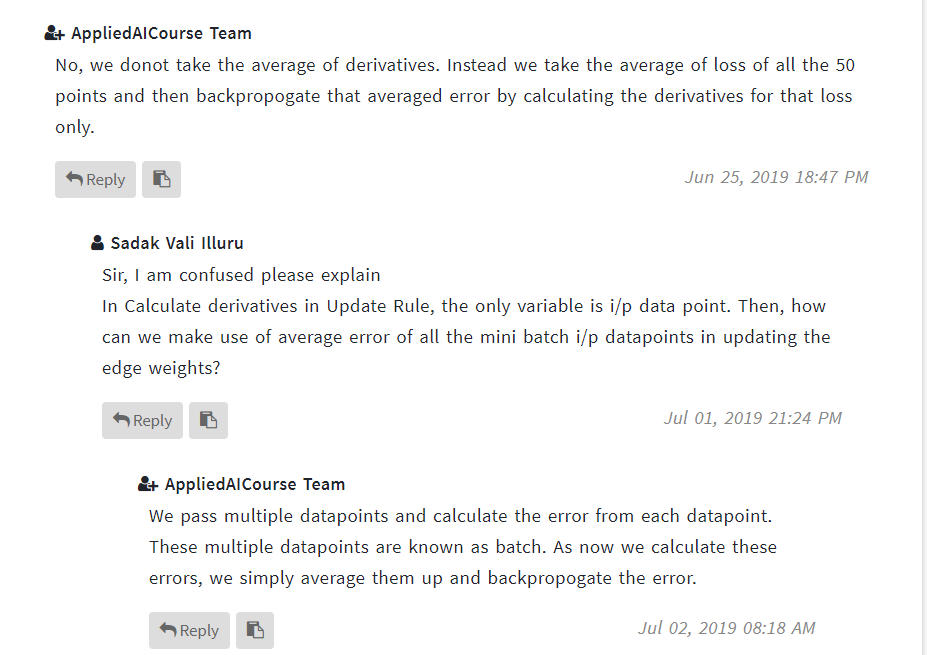 AppliedAICourse Team
No, we donot take the average of derivatives. Instead we take the average of loss of all the 50
points and then backpropogate that averaged error by calculating the derivatives for that loss
only.
Reply
Jun 25, 2019 18:47 PM
Sadak Vali Illuru
Sir, I am confused please explain
In Calculate derivatives in Update Rule, the only variable is i/p data point. Then, how
can we make use of average error of all the mini batch i/p datapoints in updating the
edge weights?
Reply
Jul 01, 2019 21:24 PM
AppliedAICourse Team
We pass multiple datapoints and calculate the error from each datapoint.
These multiple datapoints are known as batch. As now we calculate these
errors, we simply average them up and backpropogate the error.
Reply
Jul 02, 2019 08:18 AM